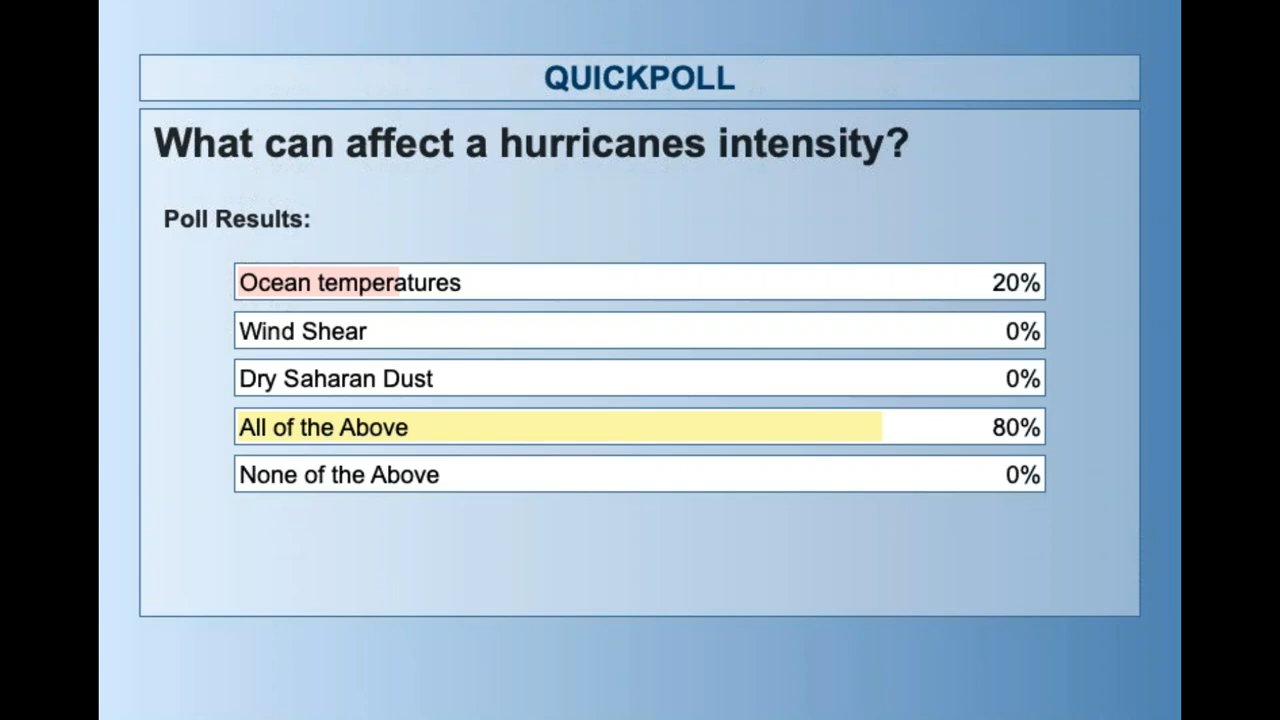 QUICKPOLL
What can affect a hurricanes intensity?
Poll Results:
Ocean temperatures 20%
Wind Shear 0%
Dry Saharan Dust 0%
All of the Above 80%
None of the Above 0%